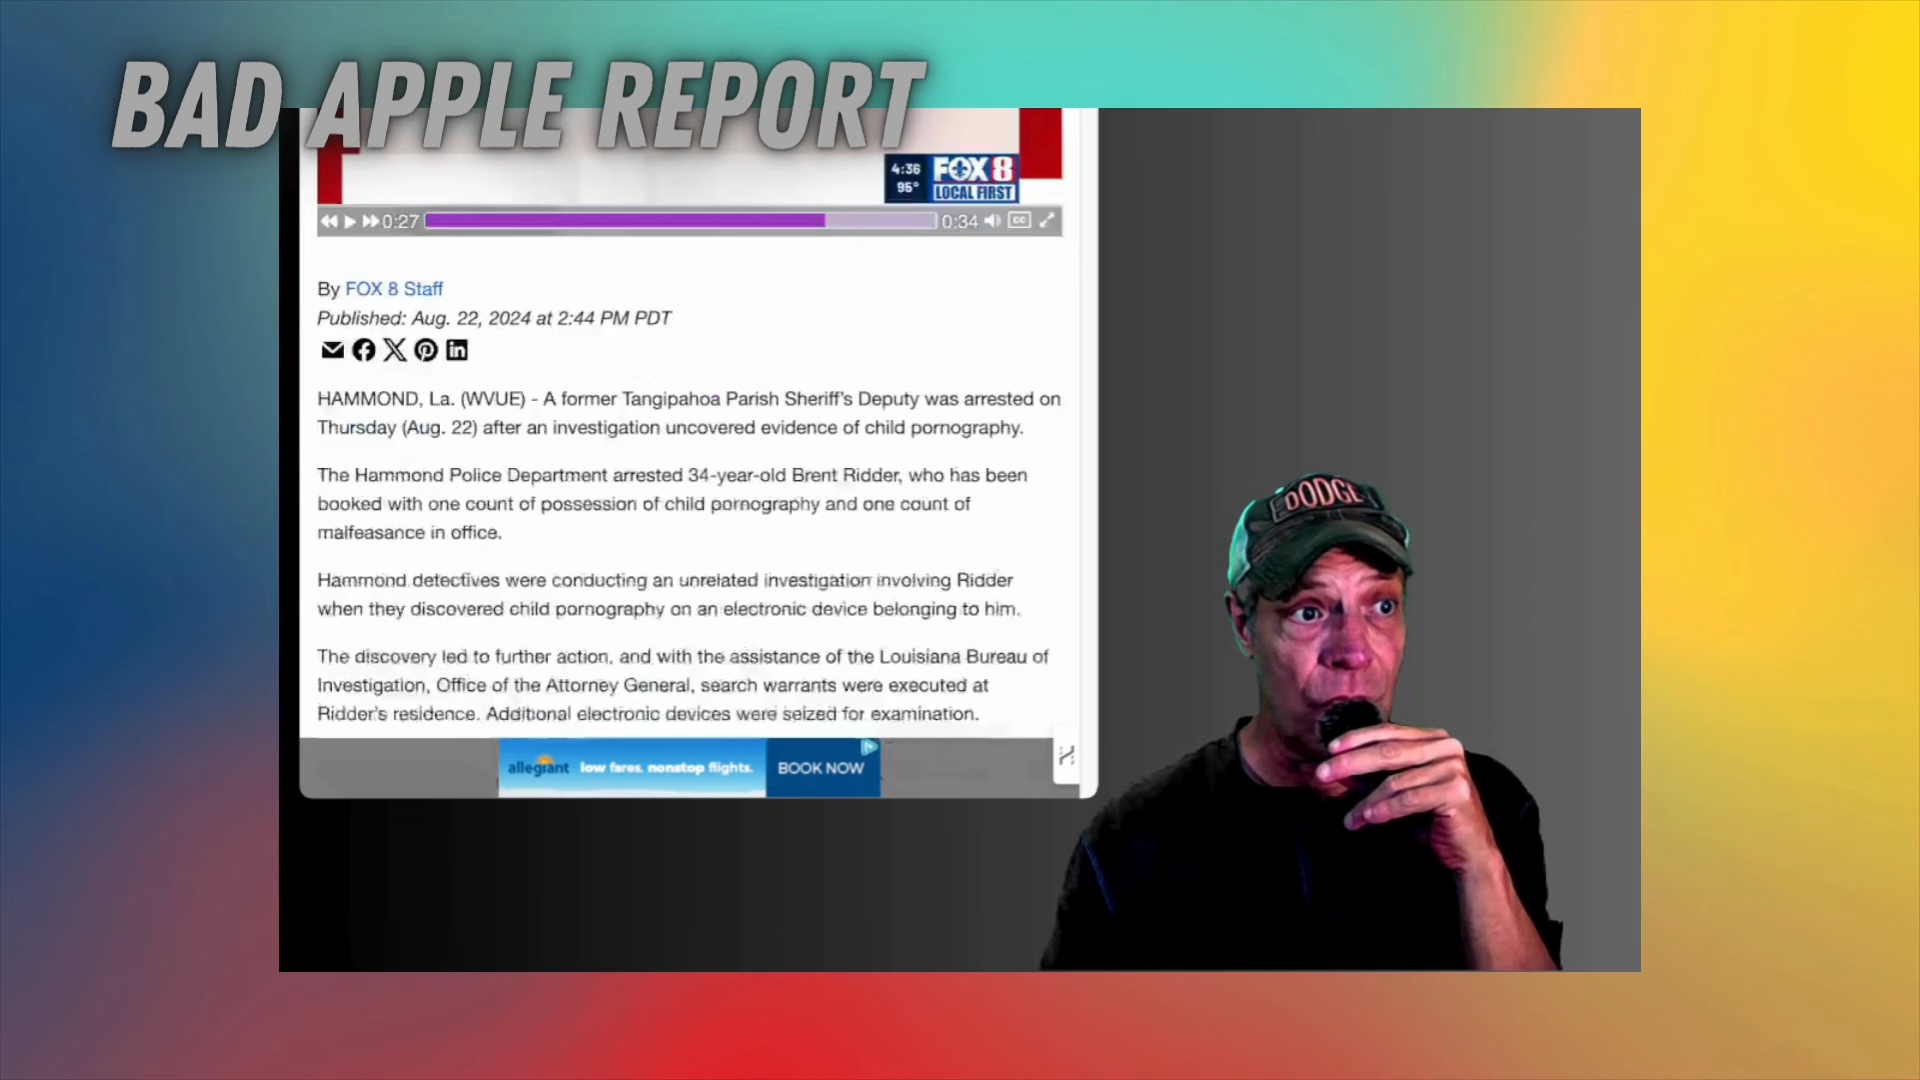 BAD APPLE REPORT
4:36
95°
FOX 8
LOCAL FIRST
0:27
0:34
CC
By FOX 8 Staff
Published: Aug. 22, 2024 at 2:44 PM PDT
HAMMOND, La. (WVUE) - A former Tangipahoa Parish Sheriff's Deputy was arrested on
Thursday (Aug. 22) after an investigation uncovered evidence of child pornography.
The Hammond Police Department arrested 34-year-old Brent Ridder, who has been
booked with one count of possession of child pornography and one count of
malfeasance in office.
Hammond detectives were conducting an unrelated investigation involving Ridder
when they discovered child pornography on an electronic device belonging to him.
The discovery led to further action, and with the assistance of the Louisiana Bureau of
Investigation, Office of the Attorney General, search warrants were executed at
Ridder's residence. Additional electronic devices were seized for examination.
allegiant low fares. nonstop flights. BOOK NOW
DODGE